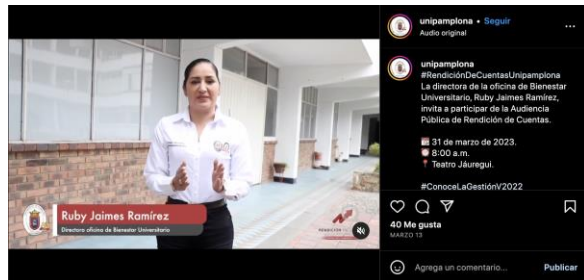 Ruby Jaimes Ramírez
Directora oficina de Bienestar Universitario
unipamplona • Seguir
Audio original
unipamplona
#RendiciónDeCuentasUnipamplona
La directora de la oficina de Bienestar
Universitario, Ruby Jaimes Ramírez,
invita a participar de la Audiencia
Pública de Rendición de Cuentas.
31 de marzo de 2023.
8:00 a.m.
Teatro Jáuregui.
#ConoceLaGestiónV2022
40 Me gusta
MARZO 13
Agrega un comentario...
Publicar